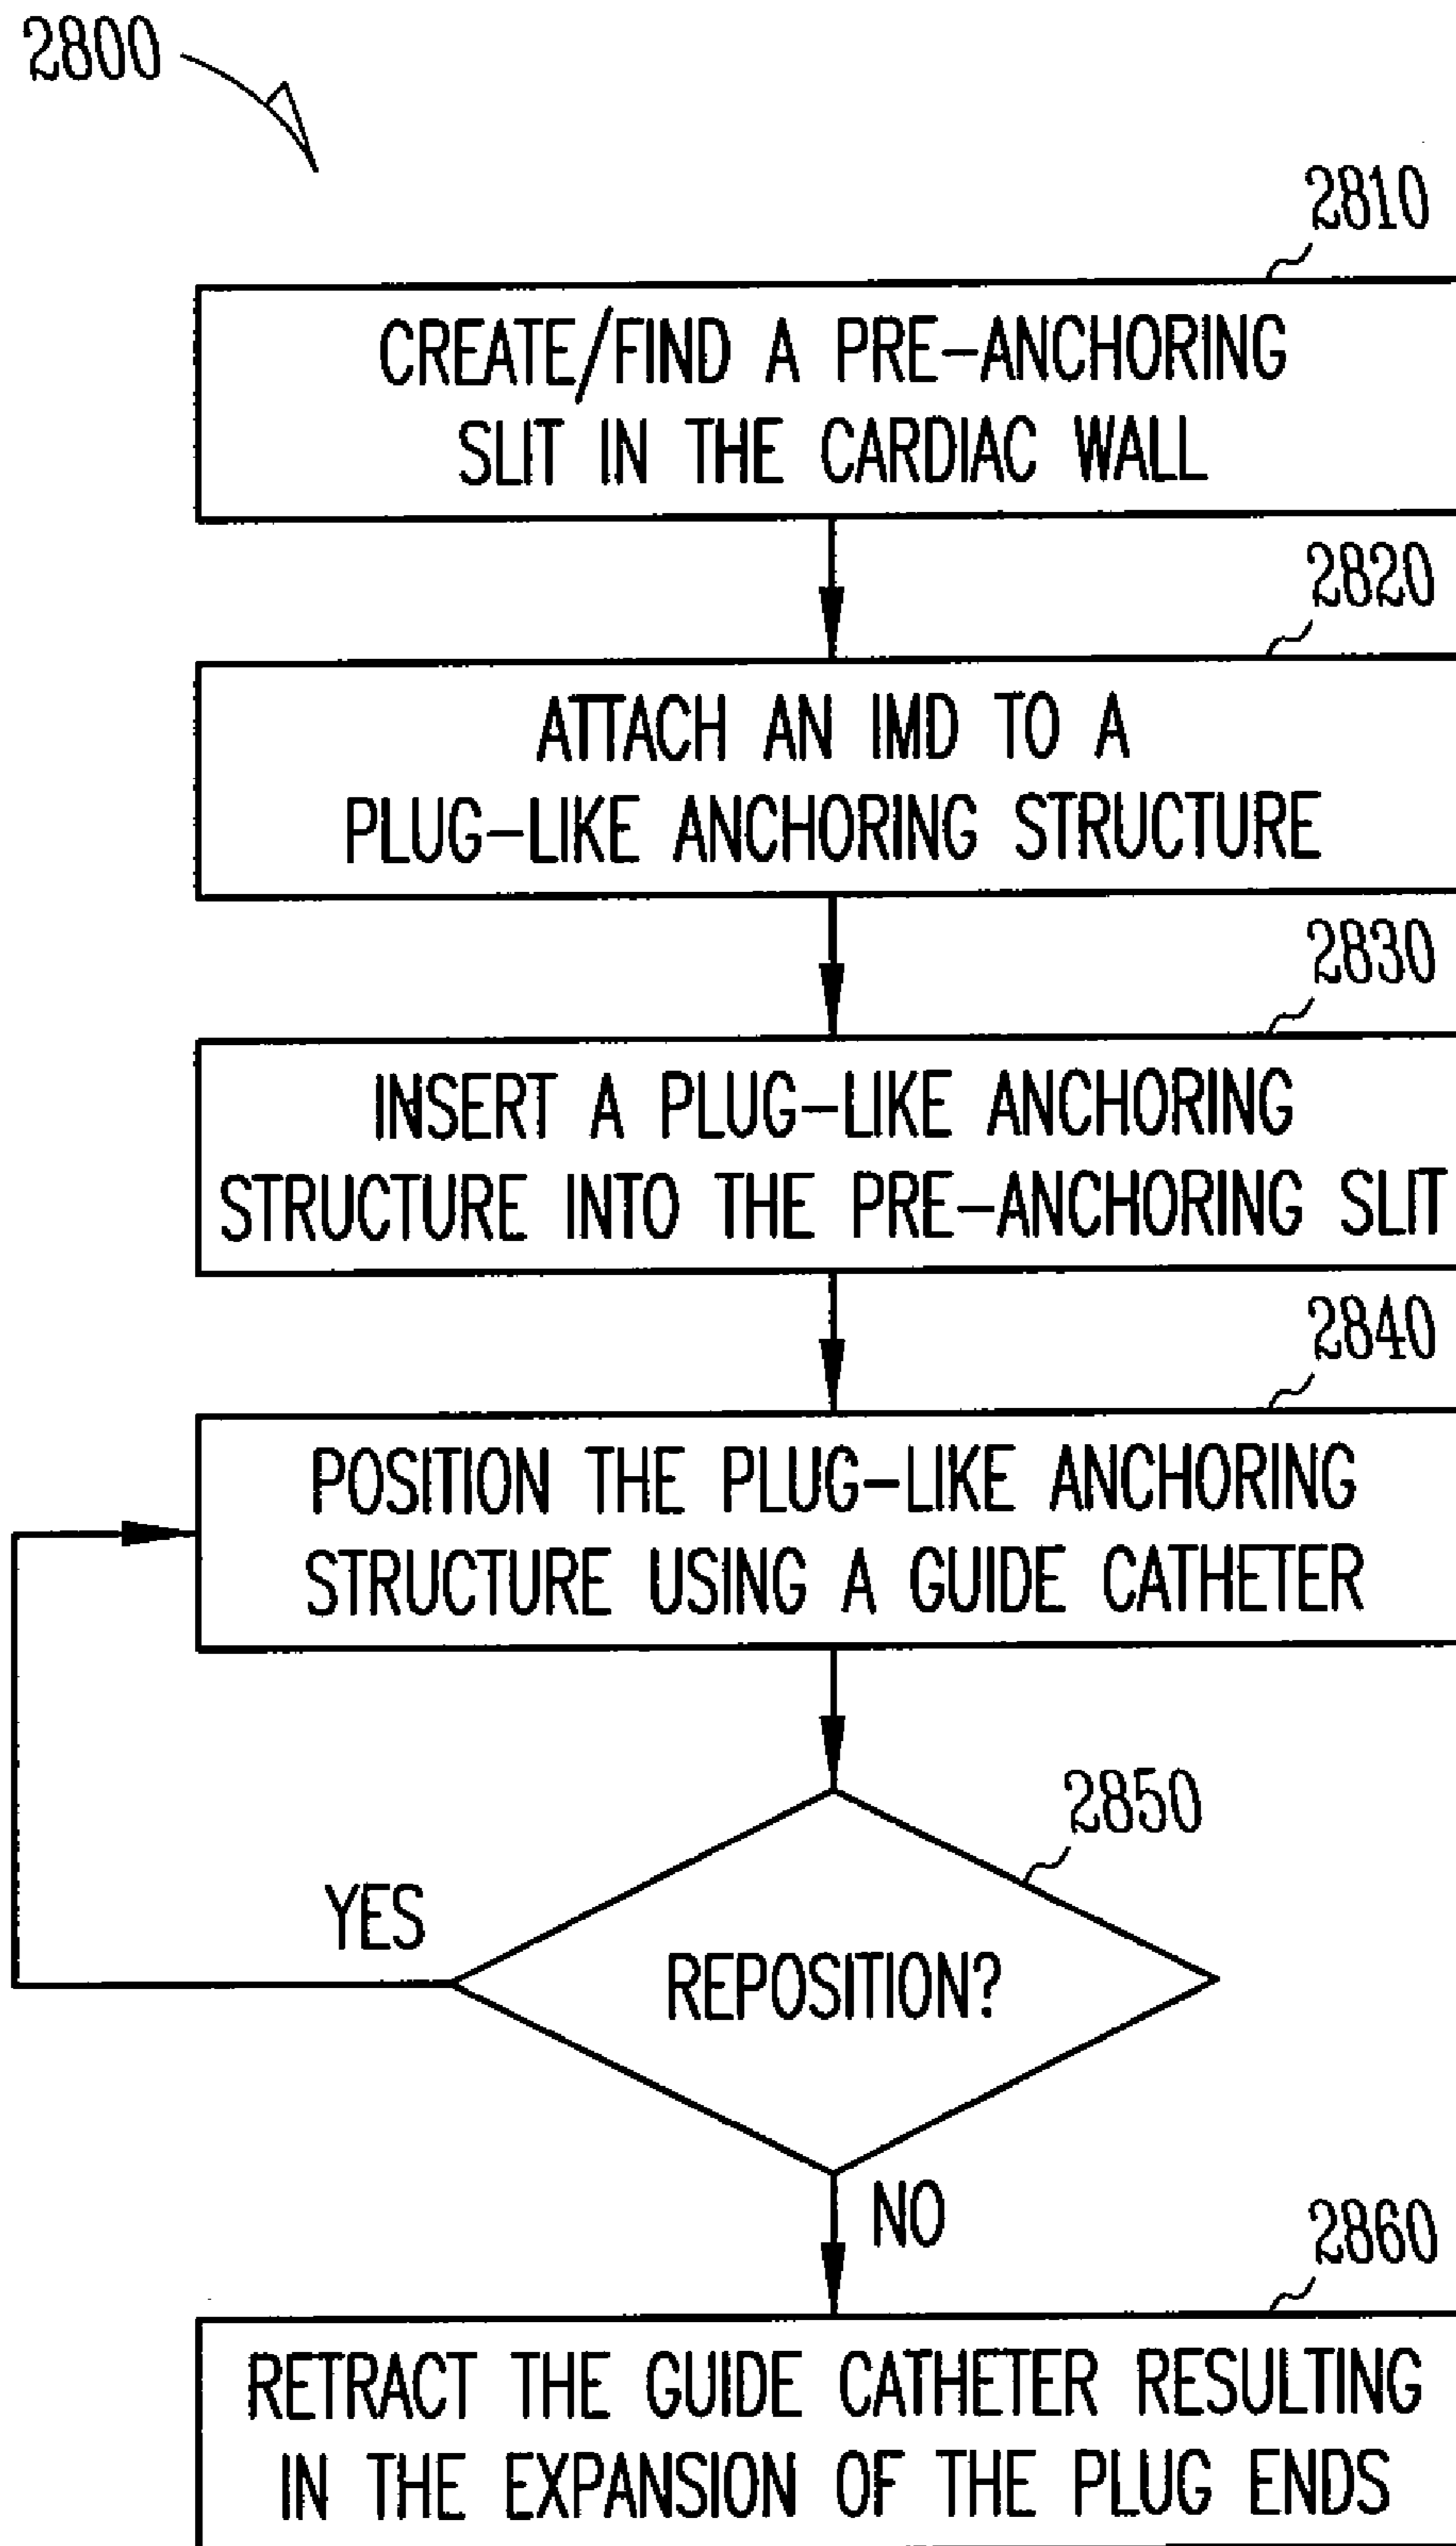 2800
2810
CREATE/FIND A PRE-ANCHORING
SLIT IN THE CARDIAC WALL
2820
ATTACH AN IMD TO A
PLUG-LIKE ANCHORING STRUCTURE
2830
INSERT A PLUG-LIKE ANCHORING
STRUCTURE INTO THE PRE-ANCHORING SLIT
2840
POSITION THE PLUG-LIKE ANCHORING
STRUCTURE USING A GUIDE CATHETER
2850
YES
REPOSITION?
NO
2860
RETRACT THE GUIDE CATHETER RESULTING
IN THE EXPANSION OF THE PLUG ENDS